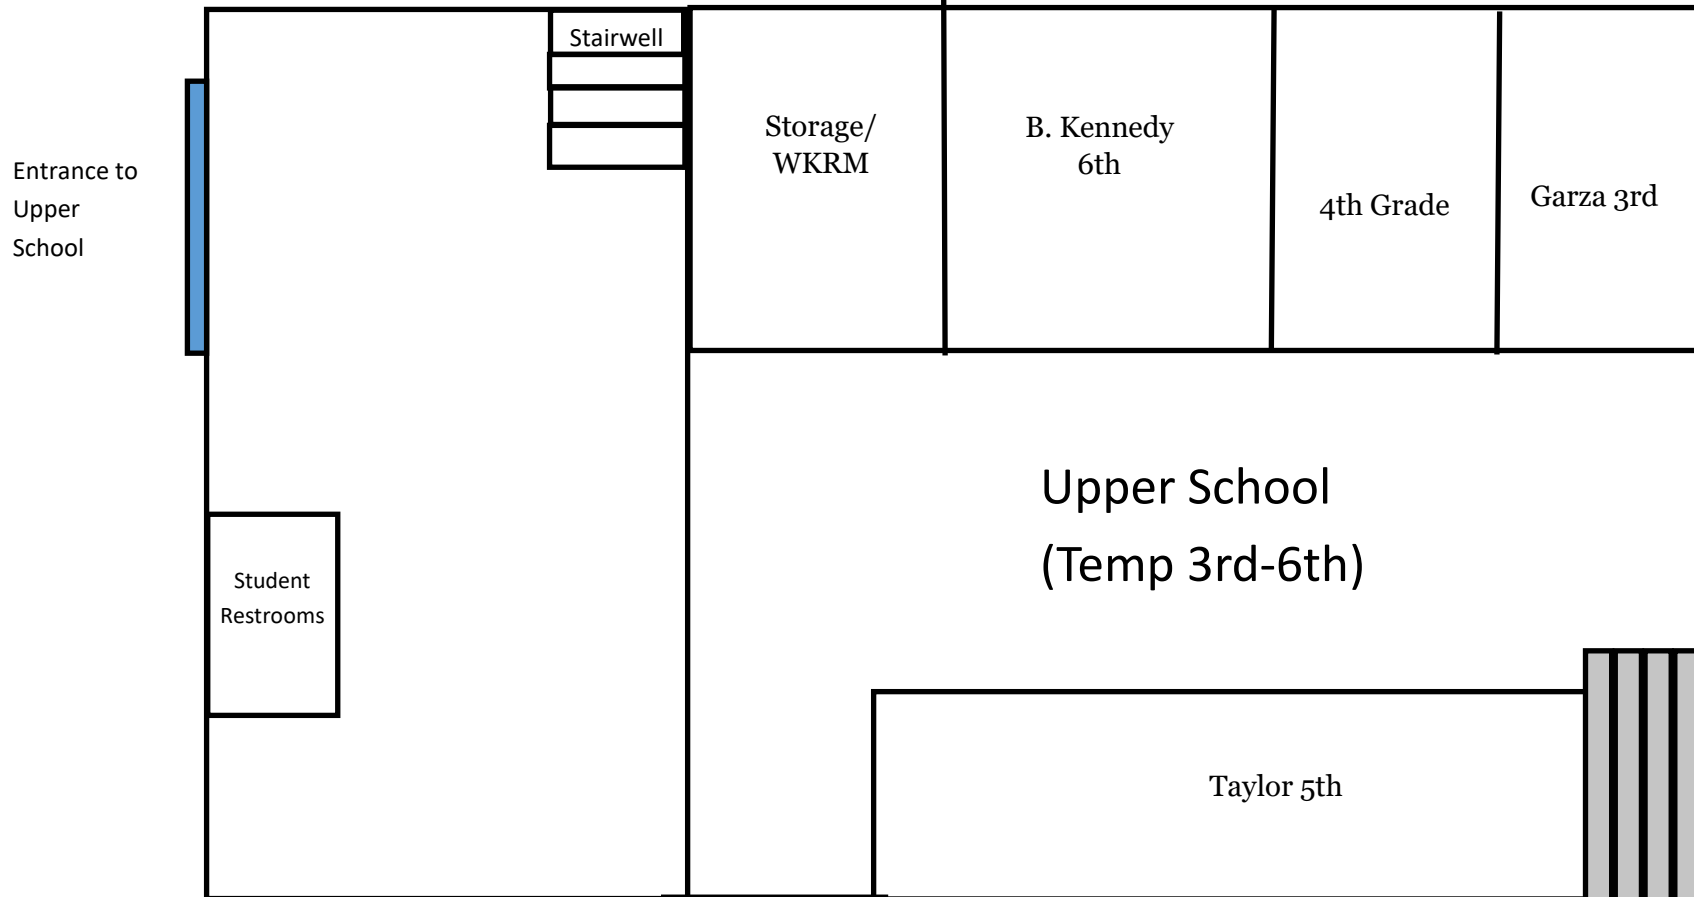 Stairwell
Storage/
WKRM
B. Kennedy
6th
4th Grade
Garza 3rd
Entrance to
Upper
School
Upper School
(Temp 3rd-6th)
Student
Restrooms
Taylor 5th